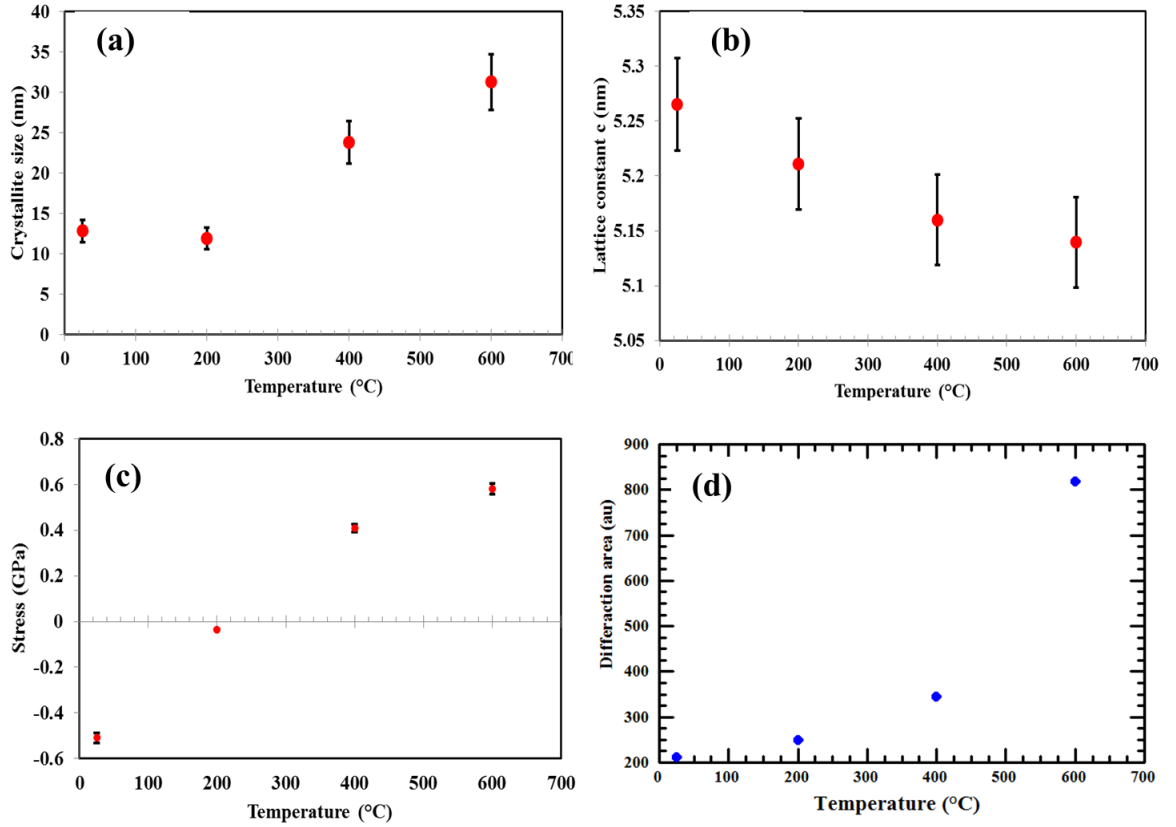 (a)
Crystallite size (nm)
40
35
30
25
20
15
10
5
0
0 100 200 300 400 500 600 700
Temperature (°C)
(b)
Lattice constant c (nm)
5.35
5.3
5.25
5.2
5.15
5.1
5.05
0 100 200 300 400 500 600 700
Temperature (°C)
(c)
Stress (GPa)
0.8
0.6
0.4
0.2
0
-0.2
-0.4
-0.6
0 100 200 300 400 500 600 700
Temperature (°C)
(d)
Differaction area (au)
900
800
700
600
500
400
300
200
0 100 200 300 400 500 600 700
Temperature (°C)